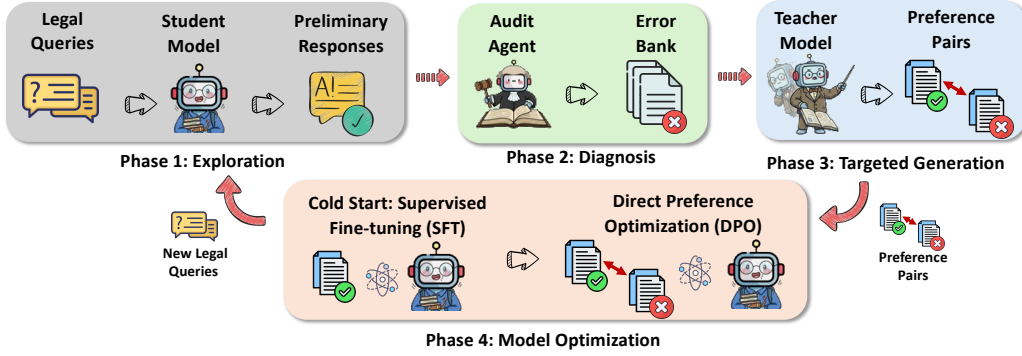 Legal
Queries
Student
Model
Preliminary
Responses
?
A!
Phase 1: Exploration
Audit
Agent
Error
Bank
Phase 2: Diagnosis
Teacher
Model
Preference
Pairs
Phase 3: Targeted Generation
New Legal
Queries
?
Cold Start: Supervised
Fine-tuning (SFT)
Direct Preference
Optimization (DPO)
Preference
Pairs
Phase 4: Model Optimization